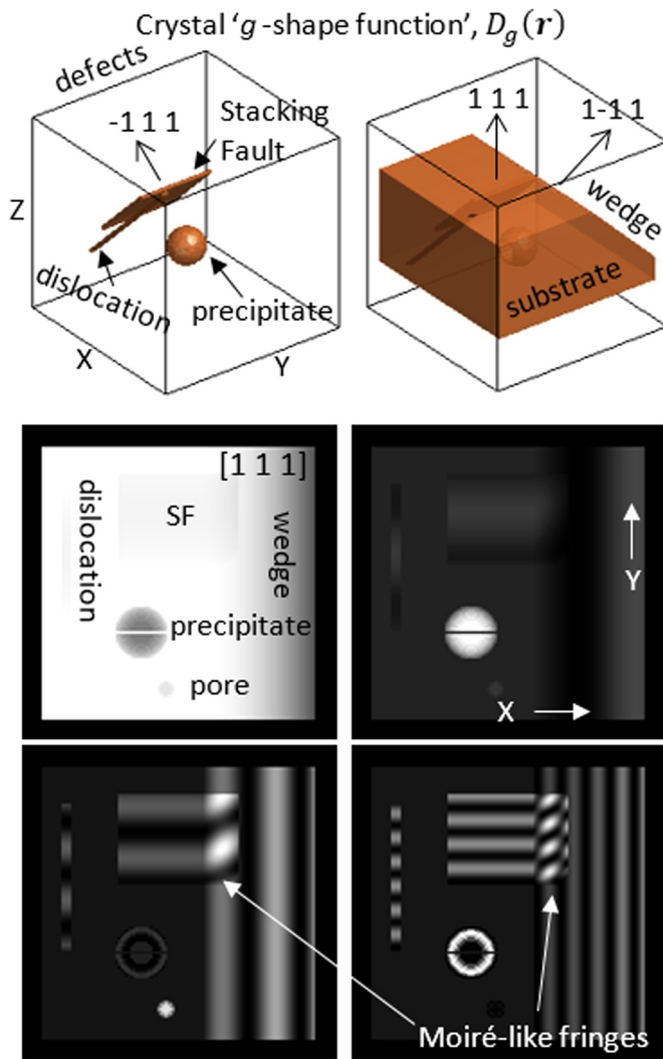 Crystal ‘g -shape function’, D_g(r)
defects
-1 1 1
Stacking
Fault
Z
dislocation
precipitate
X
Y
1 1 1
1-1 1
wedge
substrate
[1 1 1]
dislocation
SF
wedge
precipitate
pore
Y
X
Moiré-like fringes